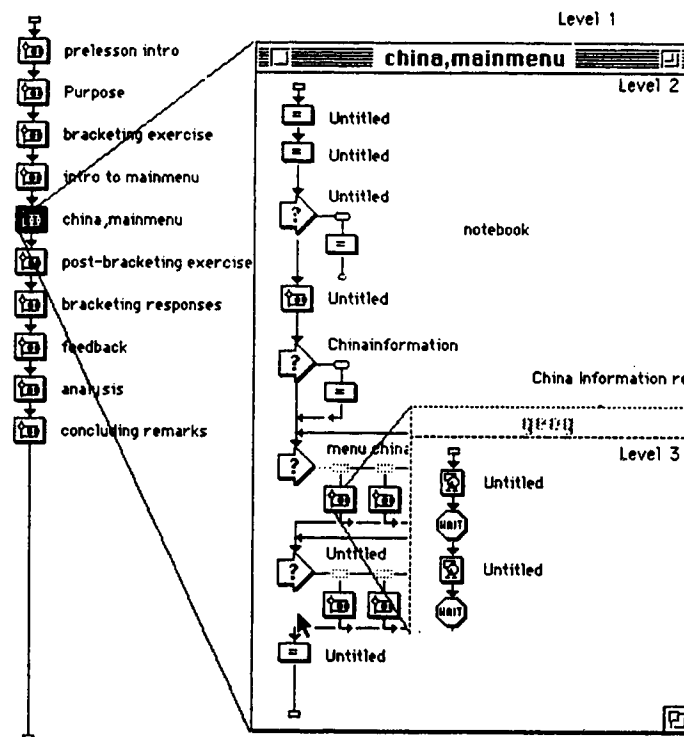 Level 1
prelesson intro
Purpose
bracketing exercise
intro to mainmenu
china,mainmenu
post-bracketing exercise
bracketing responses
feedback
analysis
concluding remarks
china,mainmenu
Level 2
=
Untitled
=
Untitled
Untitled
?
=
notebook
Untitled
Chinainformation
?
=
China Information re
menu china
?
Untitled
?
=
Untitled
geog
Level 3
Untitled
WAIT
Untitled
WAIT